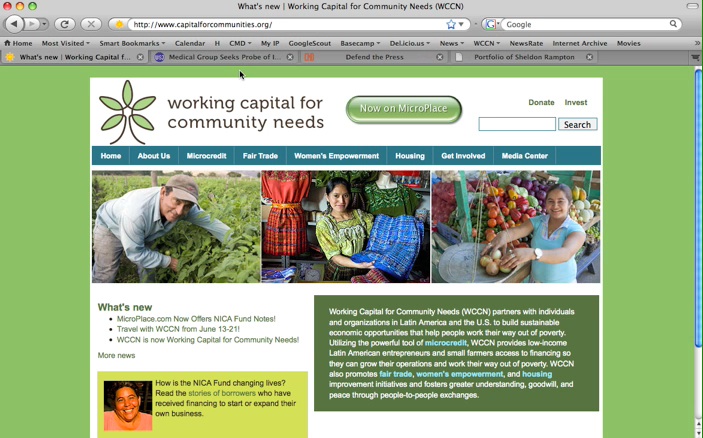 What's new | Working Capital for Community Needs (WCCN)
http://www.capitalforcommunities.org/
Google
Home Most Visited Smart Bookmarks Calendar H CMD My IP GoogleScout Basecamp Del.icio.us News WCCN NewsRate Internet Archive Movies
What's new | Working Capital f... Medical Group Seeks Probe of I... Defend the Press Portfolio of Sheldon Rampton
working capital for
community needs
Now on MicroPlace
Donate Invest
Search
Home About Us Microcredit Fair Trade Women's Empowerment Housing Get Involved Media Center
What's new
• MicroPlace.com Now Offers NICA Fund Notes!
• Travel with WCCN from June 13-21!
• WCCN is now Working Capital for Community Needs!
More news
How is the NICA Fund changing lives?
Read the stories of borrowers who have
received financing to start or expand their
own business.
Working Capital for Community Needs (WCCN) partners with individuals
and organizations in Latin America and the U.S. to build sustainable
economic opportunities that help people work their way out of poverty.
Utilizing the powerful tool of microcredit, WCCN provides low-income
Latin American entrepreneurs and small farmers access to financing so
they can grow their operations and work their way out of poverty. WCCN
also promotes fair trade, women's empowerment, and housing
improvement initiatives and fosters greater understanding, goodwill, and
peace through people-to-people exchanges.